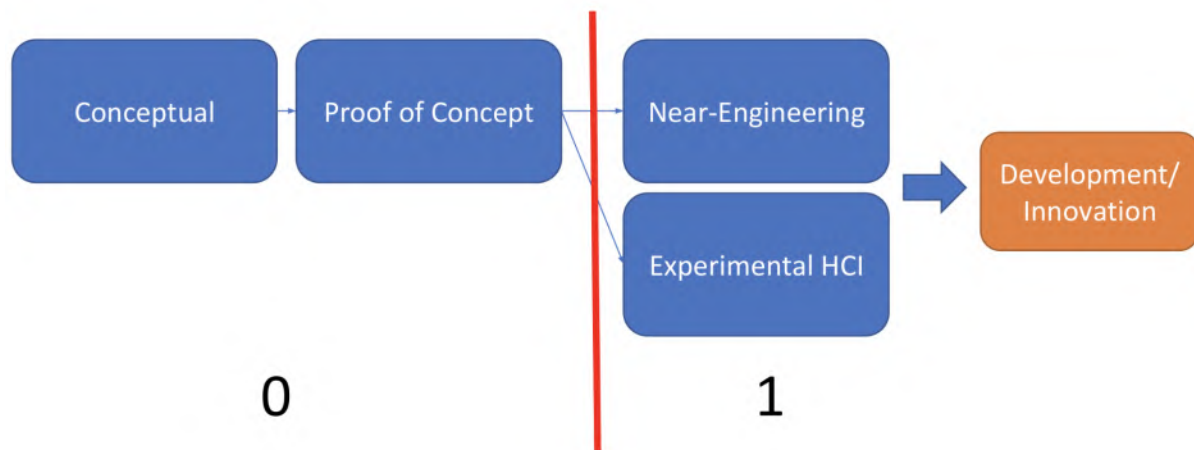 Conceptual
Proof of Concept
Near-Engineering
Experimental HCI
Development/
Innovation
0
1